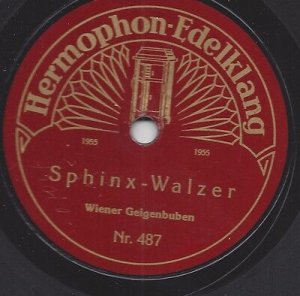 Hermophon-Edelklang
1955
1955
Sphinx-Walzer
Wiener Geigenbuben
Nr. 487